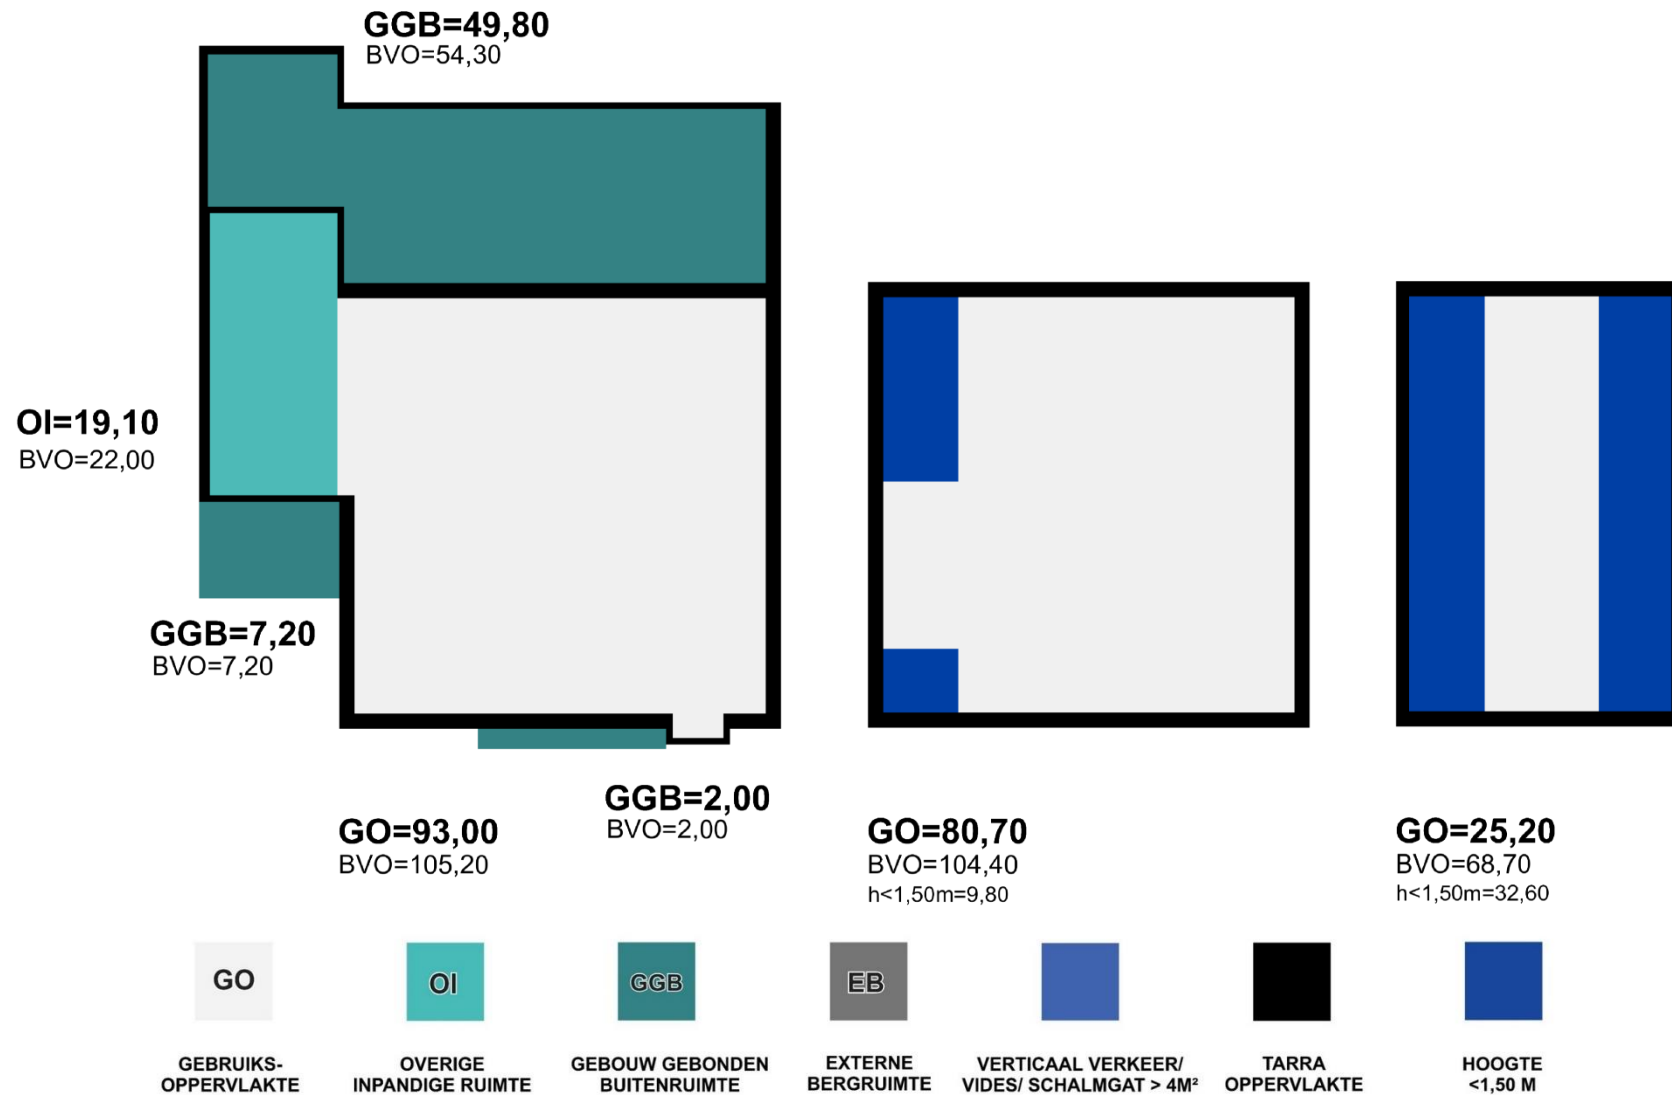 GGB=49,80
BVO=54,30
OI=19,10
BVO=22,00
GGB=7,20
BVO=7,20
GGB=2,00
BVO=2,00
GO=93,00
BVO=105,20
GO=80,70
BVO=104,40
h<1,50m=9,80
GO=25,20
BVO=68,70
h<1,50m=32,60
GO
GEBRUIKS-
OPPERVLAKTE
OI
OVERIGE
INPANDIGE RUIMTE
GGB
GEBOUW GEBONDEN
BUITENRUIMTE
EB
EXTERNE
BERGRUIMTE
VERTICAAL VERKEER/
VIDES/ SCHALMGAT > 4M²
TARRA
OPPERVLAKTE
HOOGTE
<1,50 M